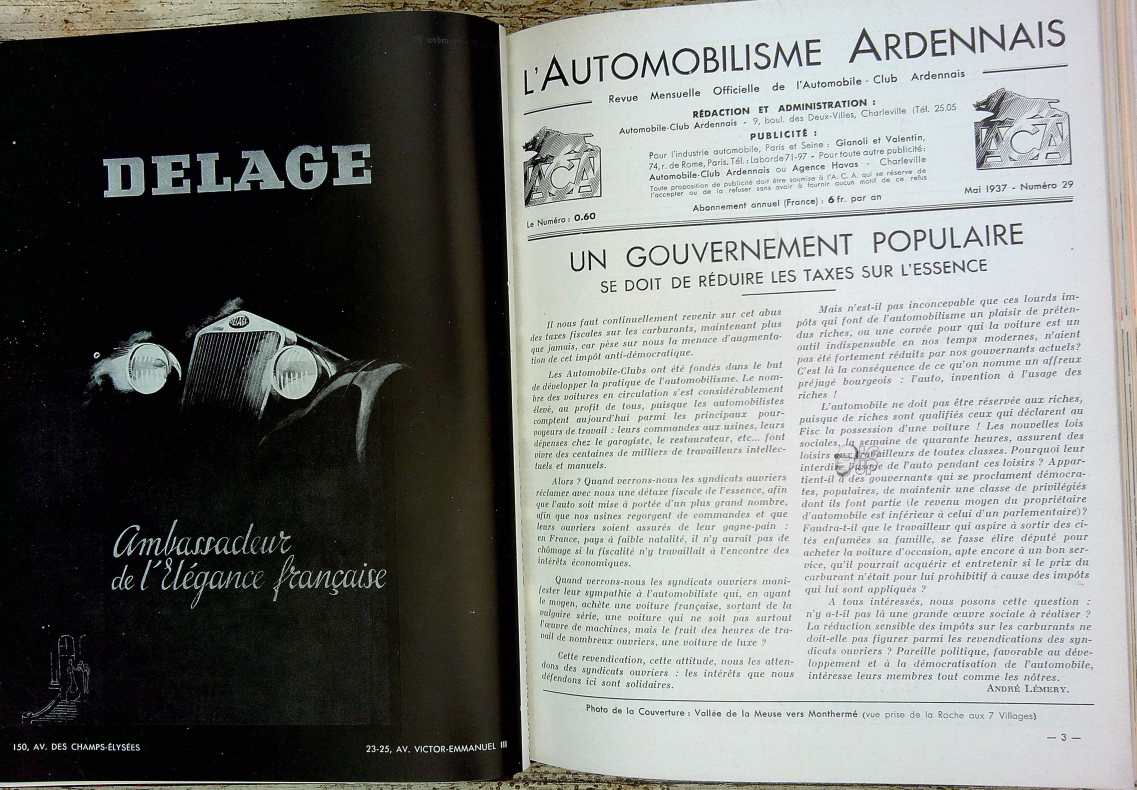 DELAGE
DELAGE
Ambassadeur
de l'Élégance française
150, AV. DES CHAMPS-ÉLYSÉES
23-25, AV. VICTOR-EMMANUEL III
L'AUTOMOBILISME ARDENNAIS
Revue Mensuelle Officielle de l'Automobile-Club Ardennais
ACA
RÉDACTION ET ADMINISTRATION :
Automobile-Club Ardennais - 9, boul. des Deux-Villes, Charleville (Tél. 25.05
PUBLICITÉ :
Pour l'industrie automobile, Paris et Seine : Gianoli et Valentin,
74, r. de Rome, Paris. Tél. : Laborde 71-97 - Pour toute autre publicité :
Automobile-Club Ardennais ou Agence Havas - Charleville
Toute proposition de publicité doit être soumise à l'A. C. A. qui se réserve de
l'accepter ou de la refuser sans avoir à fournir aucun motif de ce refus
ACA
Le Numéro : 0.60
Abonnement annuel (France) : 6 fr. par an
Mai 1937 - Numéro 29
UN GOUVERNEMENT POPULAIRE
SE DOIT DE RÉDUIRE LES TAXES SUR L'ESSENCE
Il nous faut continuellement revenir sur cet abus
des taxes fiscales sur les carburants, maintenant plus
que jamais, car pèse sur nous la menace d'augmenta-
tion de cet impôt anti-démocratique.
Les Automobile-Clubs ont été fondés dans le but
de développer la pratique de l'automobilisme. Le nom-
bre des voitures en circulation s'est considérablement
élevé, au profit de tous, puisque les automobilistes
comptent aujourd'hui parmi les principaux pour-
voyeurs de travail : leurs commandes aux usines, leurs
dépenses chez le garagiste, le restaurateur, etc... font
vivre des centaines de milliers de travailleurs intellec-
tuels et manuels.
Alors ? Quand verrons-nous les syndicats ouvriers
réclamer avec nous une détaxe fiscale de l'essence, afin
que l'auto soit mise à portée d'un plus grand nombre,
afin que nos usines regorgent de commandes et que
leurs ouvriers soient assurés de leur gagne-pain :
en France, pays à faible natalité, il n'y aurait pas de
chômage si la fiscalité n'y travaillait à l'encontre des
intérêts économiques.
Quand verrons-nous les syndicats ouvriers mani-
fester leur sympathie à l'automobiliste qui, en ayant
le moyen, achète une voiture française, sortant de la
vulgaire série, une voiture qui ne soit pas surtout
l'œuvre de machines, mais le fruit des heures de tra-
vail de nombreux ouvriers, une voiture de luxe ?
Cette revendication, cette attitude, nous les atten-
dons des syndicats ouvriers : les intérêts que nous
défendons ici sont solidaires.
Mais n'est-il pas inconcevable que ces lourds im-
pôts qui font de l'automobilisme un plaisir de préten-
dus riches, ou une corvée pour qui la voiture est un
outil indispensable en nos temps modernes, n'aient
pas été fortement réduits par nos gouvernants actuels?
C'est là la conséquence de ce qu'on nomme un affreux
préjugé bourgeois : l'auto, invention à l'usage des
riches !
L'automobile ne doit pas être réservée aux riches,
puisque de riches sont qualifiés ceux qui déclarent au
Fisc la possession d'une voiture ! Les nouvelles lois
sociales, la semaine de quarante heures, assurent des
loisirs aux travailleurs de toutes classes. Pourquoi leur
interdire l'usage de l'auto pendant ces loisirs ? Appar-
tient-il à des gouvernants qui se proclament démocra-
tes, populaires, de maintenir une classe de privilégiés
dont ils font partie (le revenu moyen du propriétaire
d'automobile est inférieur à celui d'un parlementaire)?
Faudra-t-il que le travailleur qui aspire à sortir des ci-
tés enfumées sa famille, se fasse élire député pour
acheter la voiture d'occasion, apte encore à un bon ser-
vice, qu'il pourrait acquérir et entretenir si le prix du
carburant n'était pour lui prohibitif à cause des impôts
qui lui sont appliqués ?
A tous intéressés, nous posons cette question :
n'y a-t-il pas là une grande œuvre sociale à réaliser ?
La réduction sensible des impôts sur les carburants ne
doit-elle pas figurer parmi les revendications des syn-
dicats ouvriers ? Pareille politique, favorable au déve-
loppement et à la démocratisation de l'automobile,
intéresse leurs membres tout comme les nôtres.
ANDRÉ LÉMERY.
Photo de la Couverture : Vallée de la Meuse vers Monthermé (vue prise de la Roche aux 7 Villages)
— 3 —